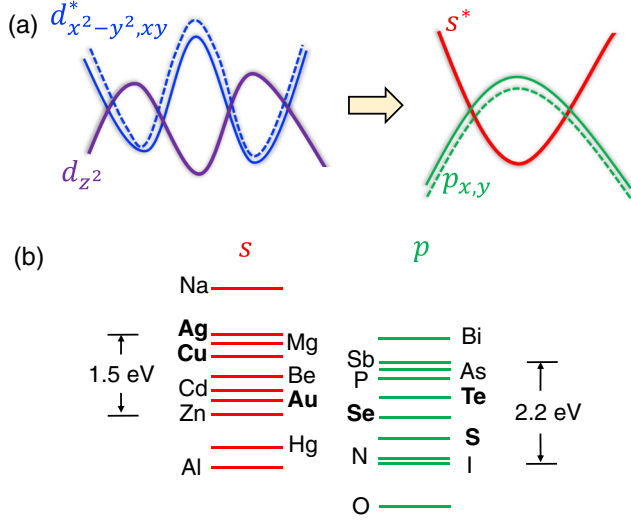 (a)
d*x²−y²,xy
s*
dz²
px,y
(b)
s
p
Na
Ag
Mg
Cu
1.5 eV
Be
Cd
Au
Zn
Hg
Al
Bi
Sb
As
P
Te
Se
2.2 eV
S
N
I
O